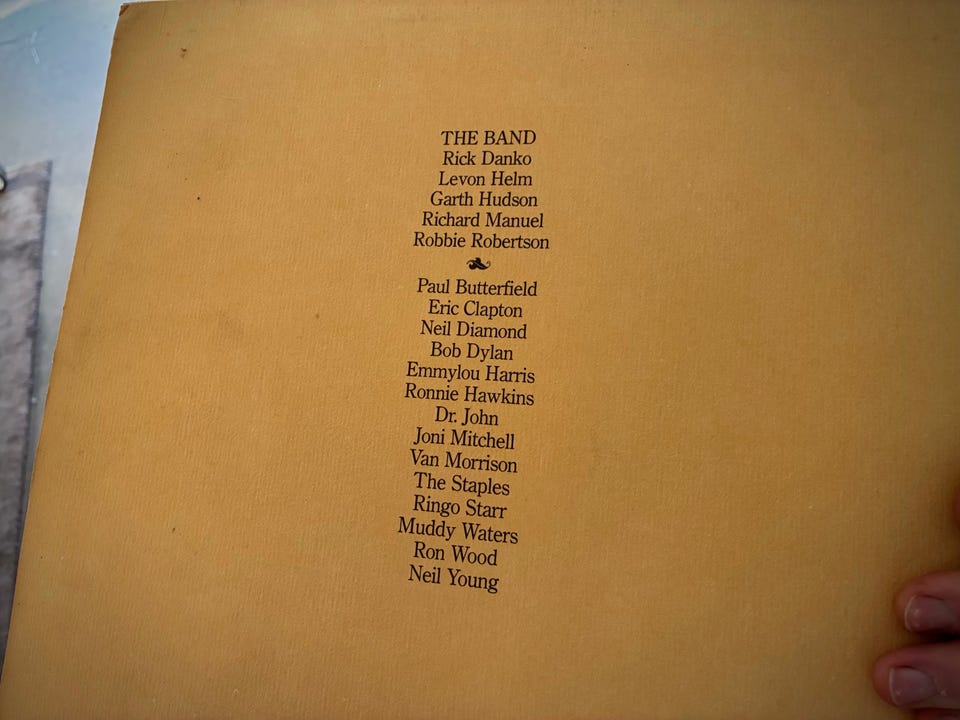 THE BAND
Rick Danko
Levon Helm
Garth Hudson
Richard Manuel
Robbie Robertson
Paul Butterfield
Eric Clapton
Neil Diamond
Bob Dylan
Emmylou Harris
Ronnie Hawkins
Dr. John
Joni Mitchell
Van Morrison
The Staples
Ringo Starr
Muddy Waters
Ron Wood
Neil Young